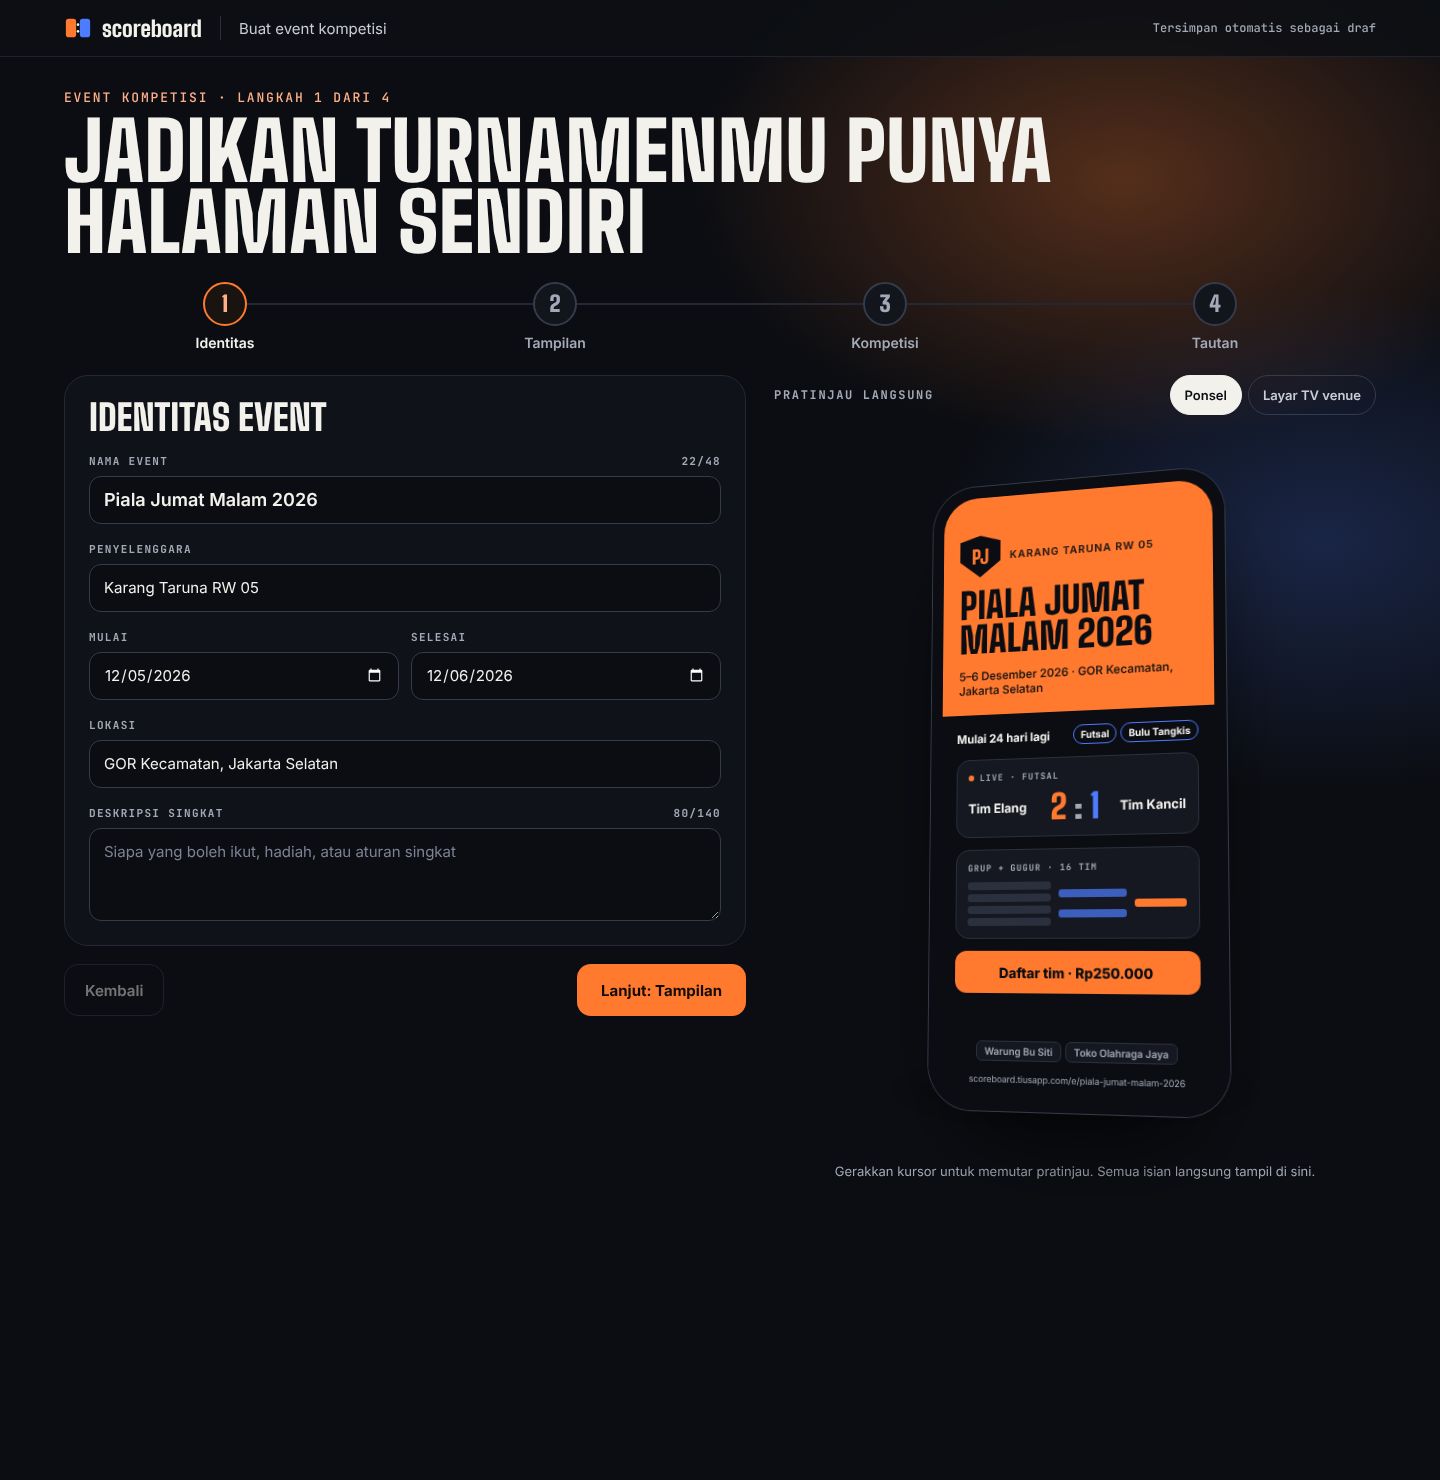 scoreboard
Buat event kompetisi
Tersimpan otomatis sebagai draf
EVENT KOMPETISI · LANGKAH 1 DARI 4
JADIKAN TURNAMENMU PUNYA
HALAMAN SENDIRI
1
2
3
4
Identitas
Tampilan
Kompetisi
Tautan
IDENTITAS EVENT
NAMA EVENT
22/48
Piala Jumat Malam 2026
PENYELENGGARA
Karang Taruna RW 05
MULAI
SELESAI
12/05/2026
12/06/2026
LOKASI
GOR Kecamatan, Jakarta Selatan
DESKRIPSI SINGKAT
80/140
Siapa yang boleh ikut, hadiah, atau aturan singkat
Kembali
Lanjut: Tampilan
PRATINJAU LANGSUNG
Ponsel
Layar TV venue
PJ
KARANG TARUNA RW 05
PIALA JUMAT
MALAM 2026
5–6 Desember 2026 · GOR Kecamatan,
Jakarta Selatan
Mulai 24 hari lagi
Futsal
Bulu Tangkis
LIVE · FUTSAL
Tim Elang
2 : 1
Tim Kancil
GRUP + GUGUR · 16 TIM
Daftar tim · Rp250.000
Warung Bu Siti
Toko Olahraga Jaya
scoreboard.tiusapp.com/e/piala-jumat-malam-2026
Gerakkan kursor untuk memutar pratinjau. Semua isian langsung tampil di sini.